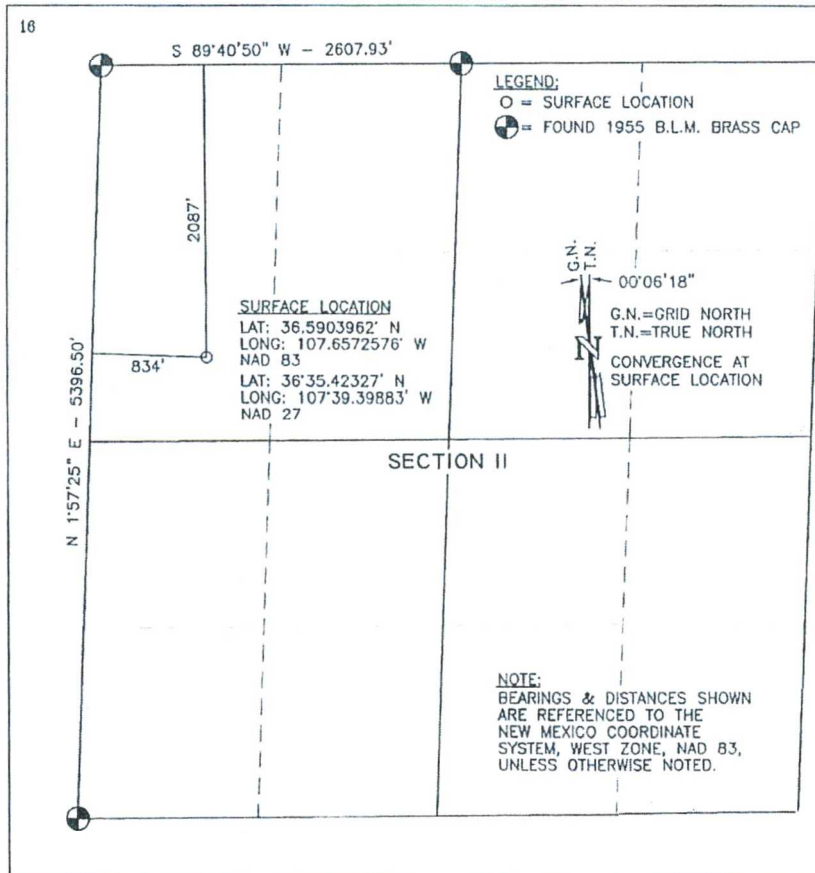 16
S 89°40'50" W - 2607.93'
LEGEND:
O = SURFACE LOCATION
= FOUND 1955 B.L.M. BRASS CAP
2087'
G.N.
T.N.
00°06'18"
G.N.=GRID NORTH
T.N.=TRUE NORTH
N
CONVERGENCE AT
SURFACE LOCATION
SURFACE LOCATION
LAT: 36.5903962' N
LONG: 107.6572576' W
NAD 83
LAT: 36°35.42327' N
LONG: 107°39.39883' W
NAD 27
834'
N 1°57'25" E - 5396.50'
SECTION II
NOTE:
BEARINGS & DISTANCES SHOWN
ARE REFERENCED TO THE
NEW MEXICO COORDINATE
SYSTEM, WEST ZONE, NAD 83,
UNLESS OTHERWISE NOTED.